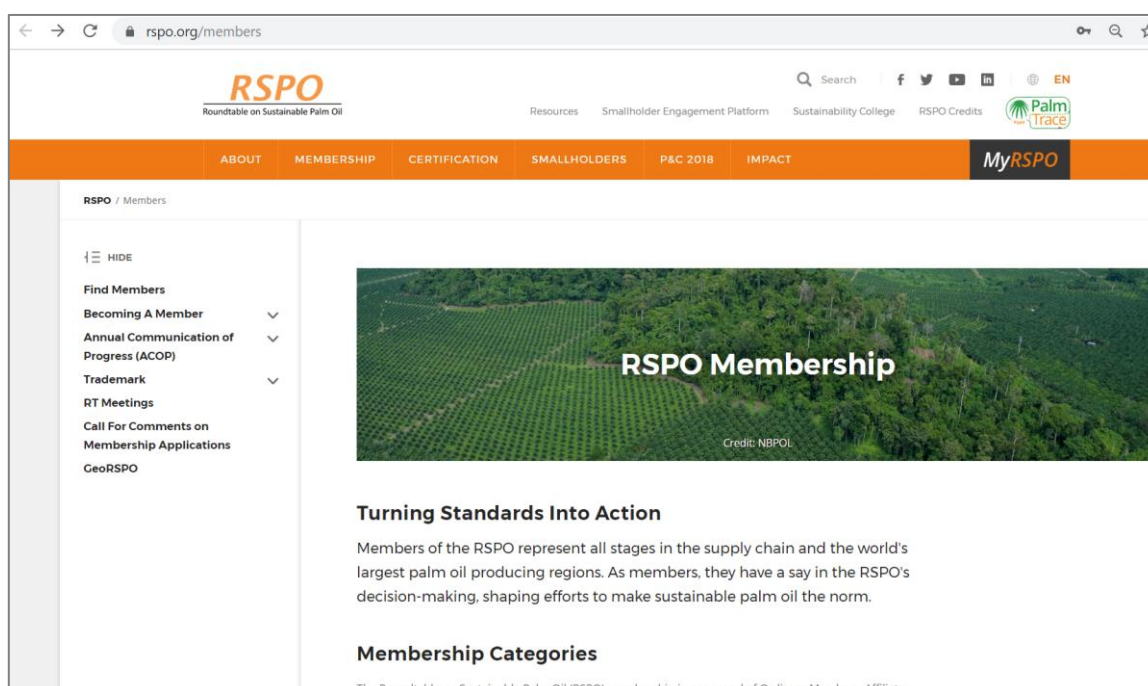 rspo.org/members
RSPO
Roundtable on Sustainable Palm Oil
Search
EN
Resources Smallholder Engagement Platform Sustainability College RSPO Credits
Palm
Trace
ABOUT MEMBERSHIP CERTIFICATION SMALLHOLDERS P&C 2018 IMPACT
MyRSPO
RSPO / Members
HIDE
Find Members
Becoming A Member
Annual Communication of
Progress (ACOP)
Trademark
RT Meetings
Call For Comments on
Membership Applications
GeoRSPO
RSPO Membership
Credit: NBPOL
Turning Standards Into Action
Members of the RSPO represent all stages in the supply chain and the world's
largest palm oil producing regions. As members, they have a say in the RSPO's
decision-making, shaping efforts to make sustainable palm oil the norm.
Membership Categories